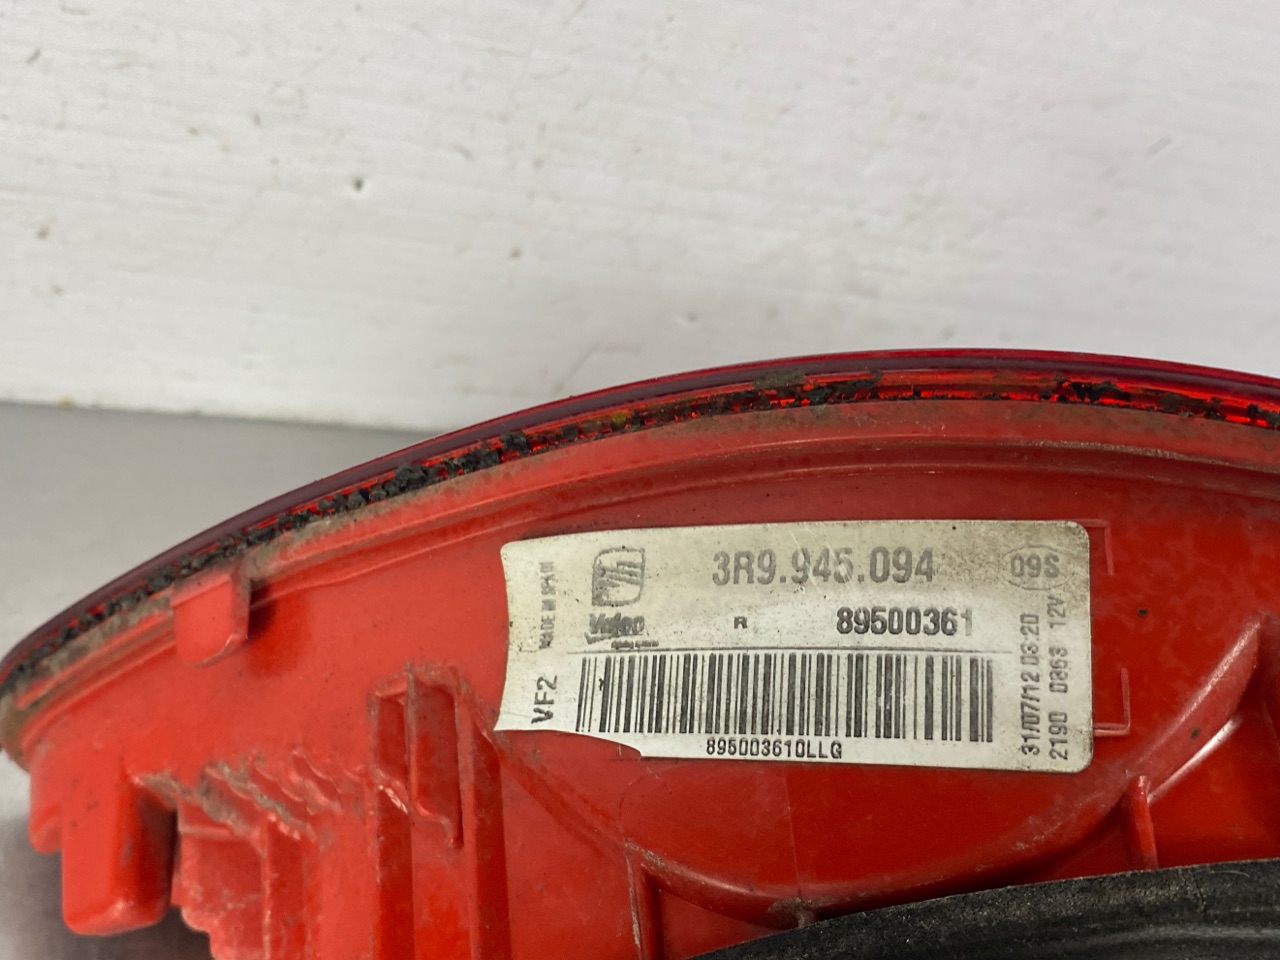 3R9.945.094
09S
MADE IN SPAIN
Valeo
R
89500361
VF2
895003610LLG
31/07/12 03:20
2190 0363 12V